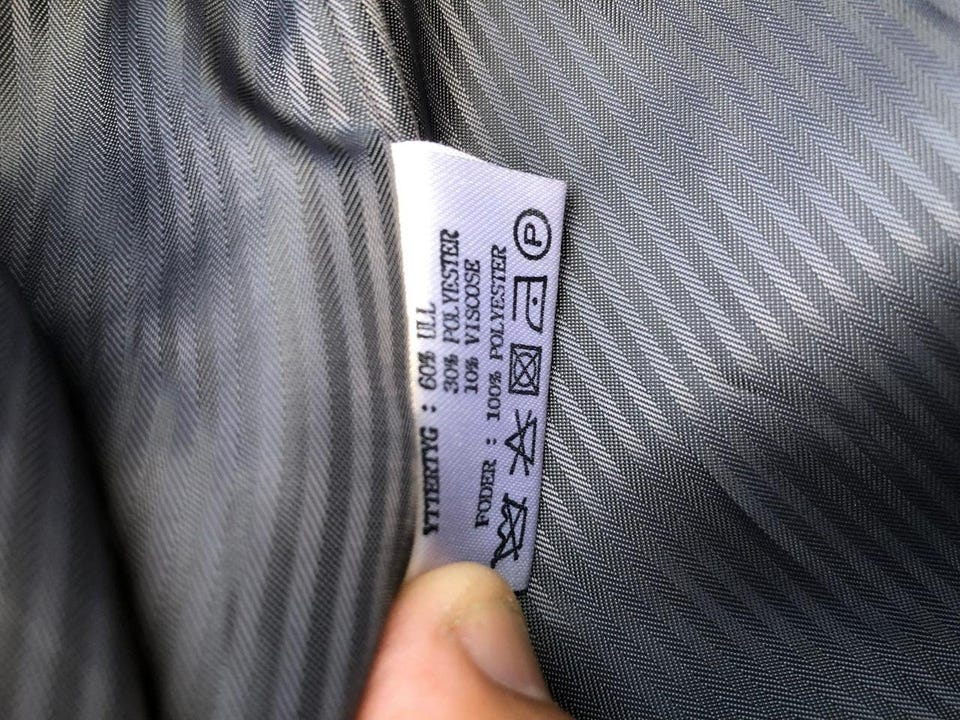 YTTERTYG : 60% ULL
30% POLYESTER
10% VISCOSE
FODER : 100% POLYESTER
P